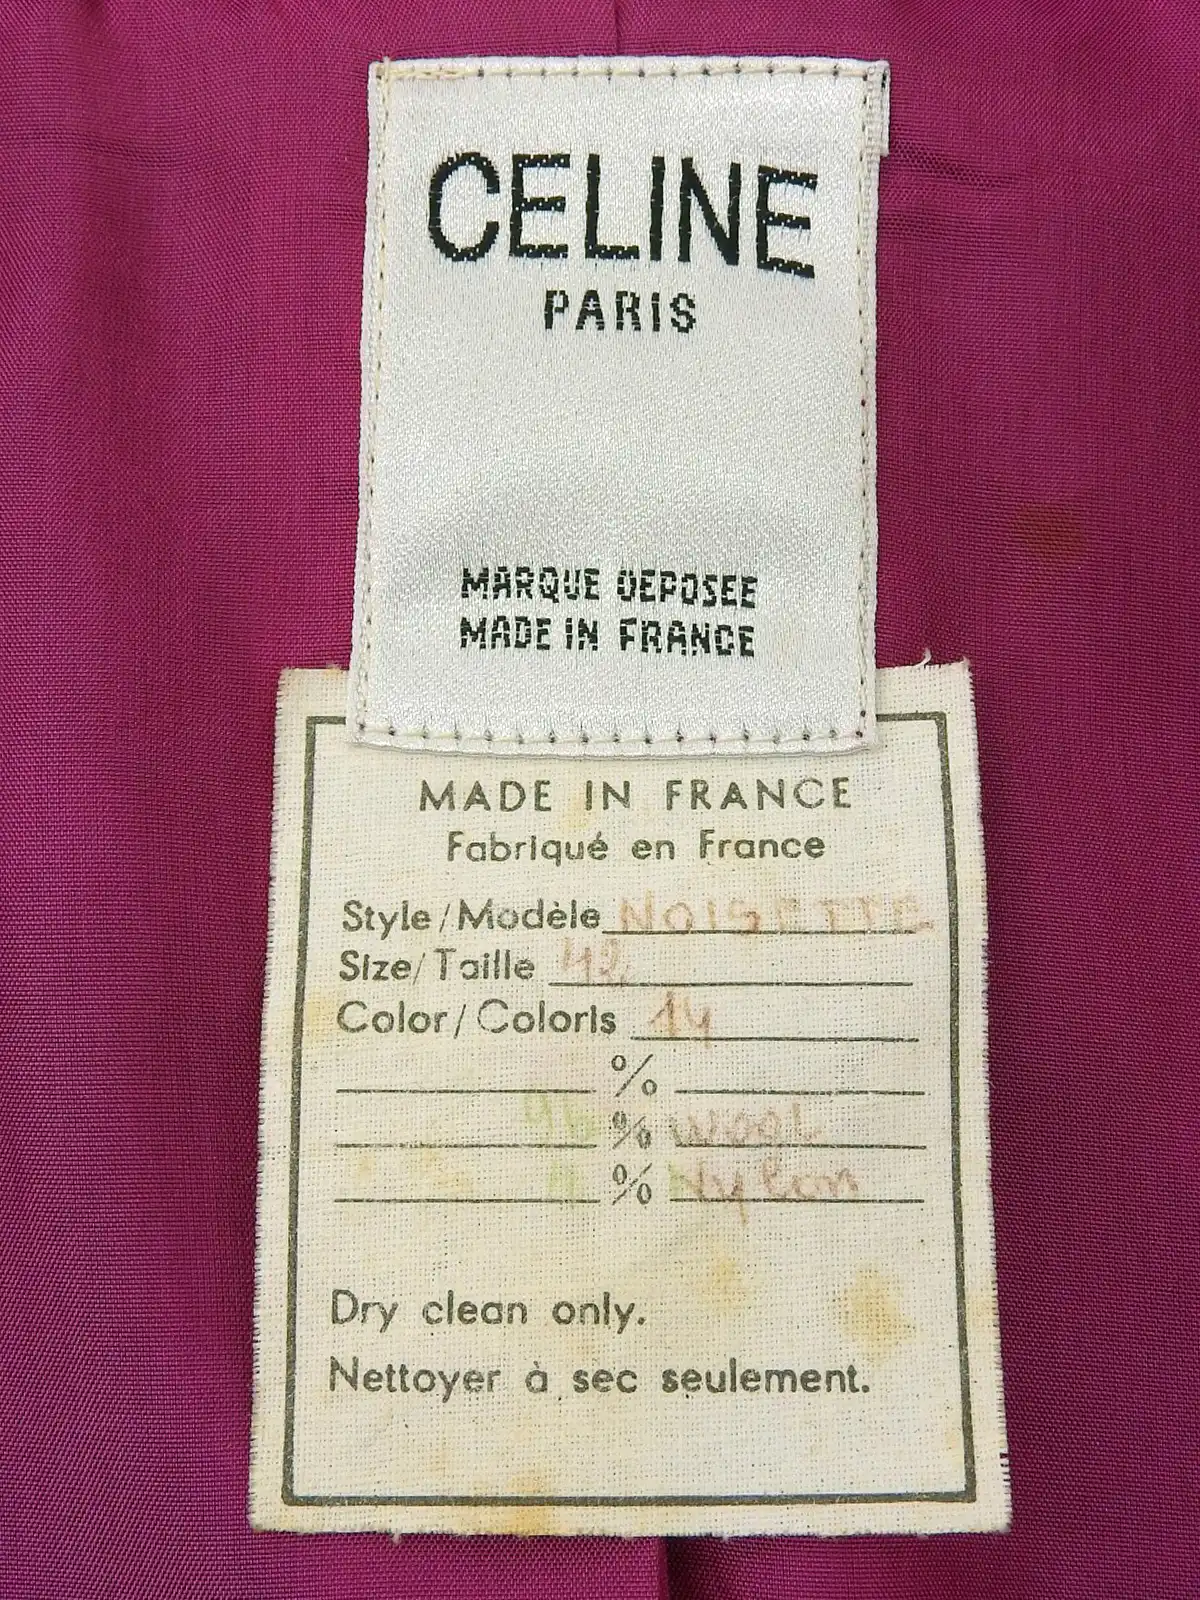 CELINE
PARIS
MARQUE DEPOSEE
MADE IN FRANCE
MADE IN FRANCE
Fabriqué en France
Style/Modèle NOISETTE
Size/Taille 42
Color/Coloris 14
%
% wool
% Nylon
Dry clean only.
Nettoyer à sec seulement.